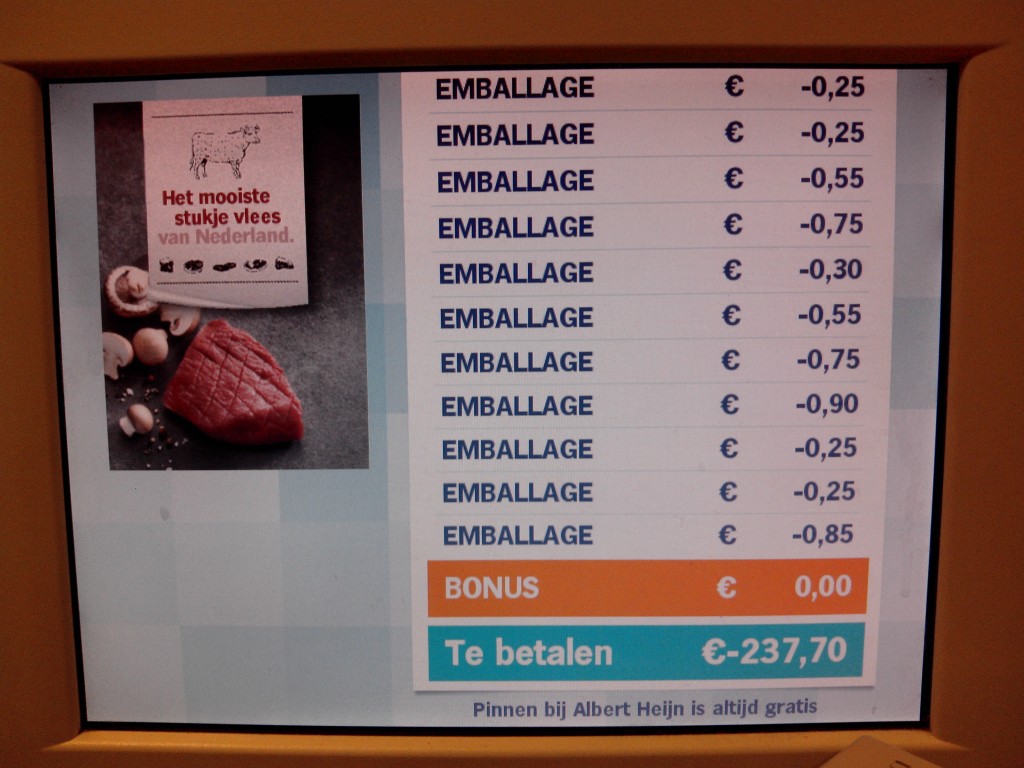 Het mooiste
stukje vlees
van Nederland.
EMBALLAGE € -0,25
EMBALLAGE € -0,25
EMBALLAGE € -0,55
EMBALLAGE € -0,75
EMBALLAGE € -0,30
EMBALLAGE € -0,55
EMBALLAGE € -0,75
EMBALLAGE € -0,90
EMBALLAGE € -0,25
EMBALLAGE € -0,25
EMBALLAGE € -0,85
BONUS € 0,00
Te betalen €-237,70
Pinnen bij Albert Heijn is altijd gratis